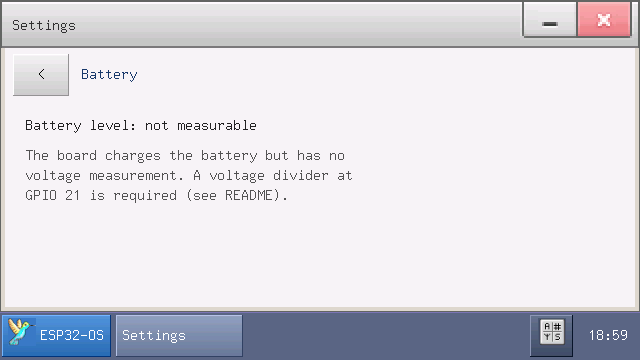 Settings
<
Battery
Battery level: not measurable
The board charges the battery but has no
voltage measurement. A voltage divider at
GPIO 21 is required (see README).
ESP32-OS
Settings
A#
TS
18:59